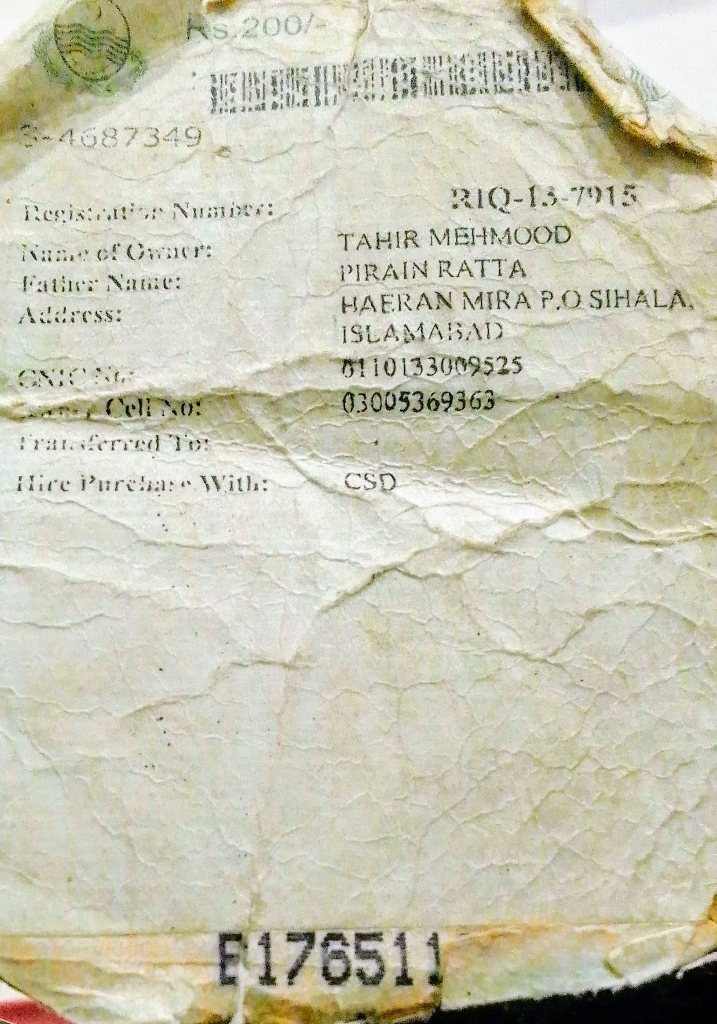 Rs.200/-
3-4687349
Registration Number: RIQ-13-7915
Name of Owner: TAHIR MEHMOOD
Father Name: PIRAIN RATTA
Address: HAERAN MIRA P.O SIHALA,
ISLAMABAD
CNIC No: 6110133009525
Cell No: 03005369363
Transferred To:
Hire Purchase With: CSD
B176511